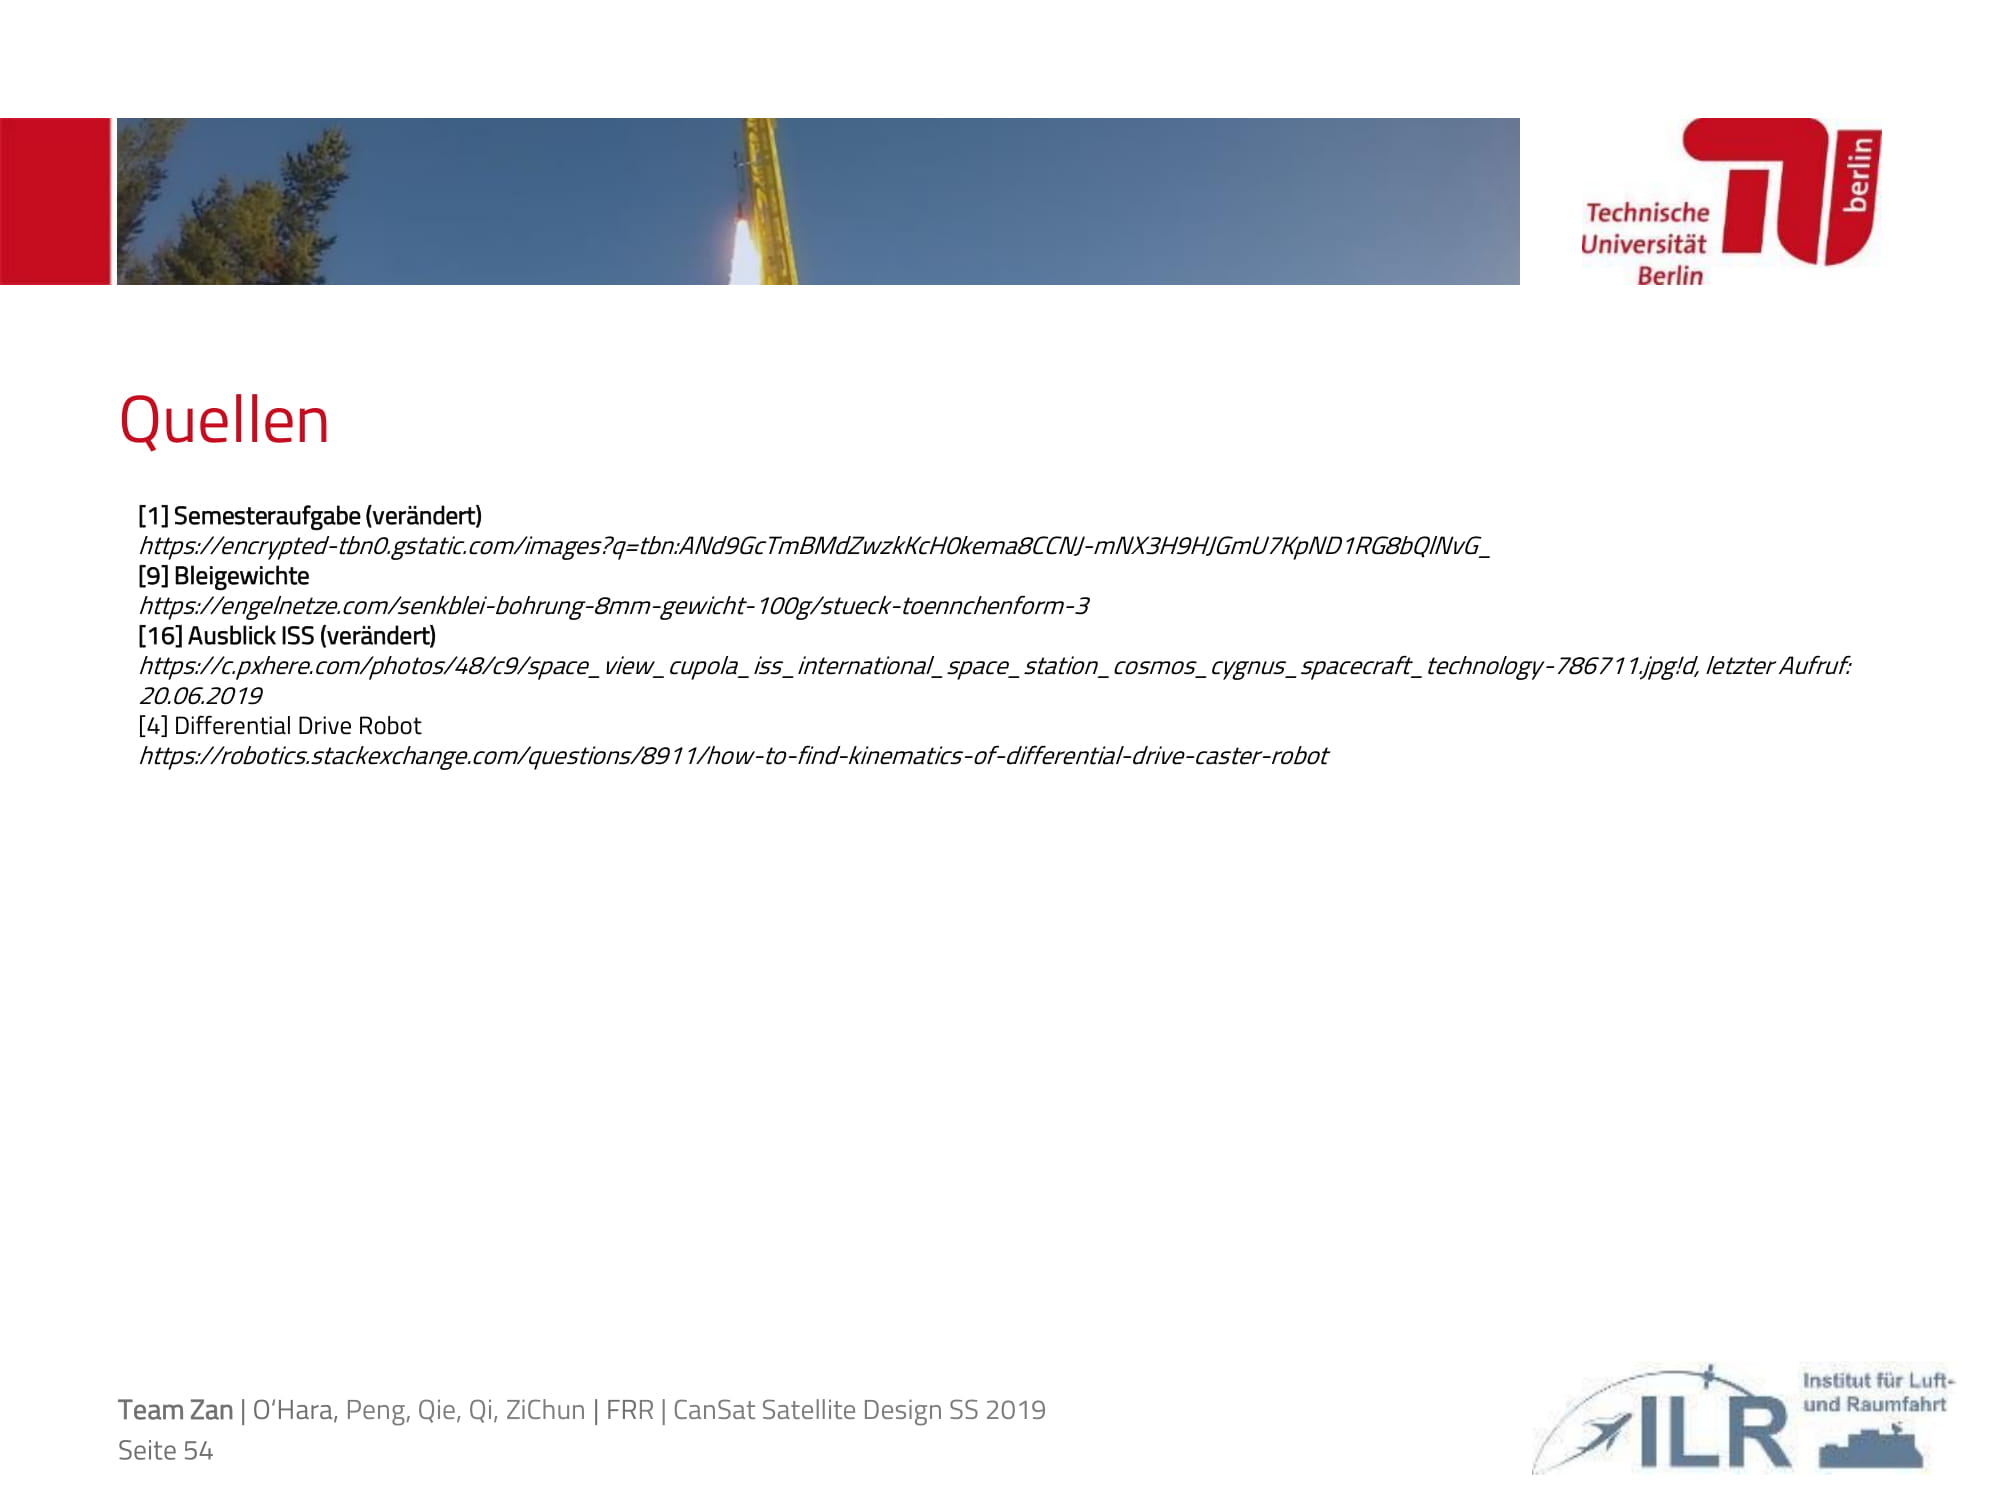 berlin
Technische
Universität
Berlin
Quellen
[1] Semesteraufgabe (verändert)
https://encrypted-tbn0.gstatic.com/images?q=tbn:ANd9GcTmBMdZwzkKcH0kema8CCNJ-mNX3H9HJGmU7KpND1RG8bQlNvG_
[9] Bleigewichte
https://engelnetze.com/senkblei-bohrung-8mm-gewicht-100g/stueck-toennchenform-3
[16] Ausblick ISS (verändert)
https://c.pxhere.com/photos/48/c9/space_view_cupola_iss_international_space_station_cosmos_cygnus_spacecraft_technology-786711.jpg!d, letzter Aufruf:
20.06.2019
[4] Differential Drive Robot
https://robotics.stackexchange.com/questions/8911/how-to-find-kinematics-of-differential-drive-caster-robot
Team Zan | O‘Hara, Peng, Qie, Qi, ZiChun | FRR | CanSat Satellite Design SS 2019
Seite 54
ILR
Institut für Luft-
und Raumfahrt